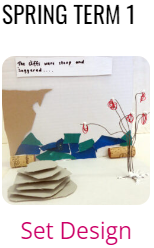 SPRING TERM 1
The cliffs were steep and
jaggered....
Set Design